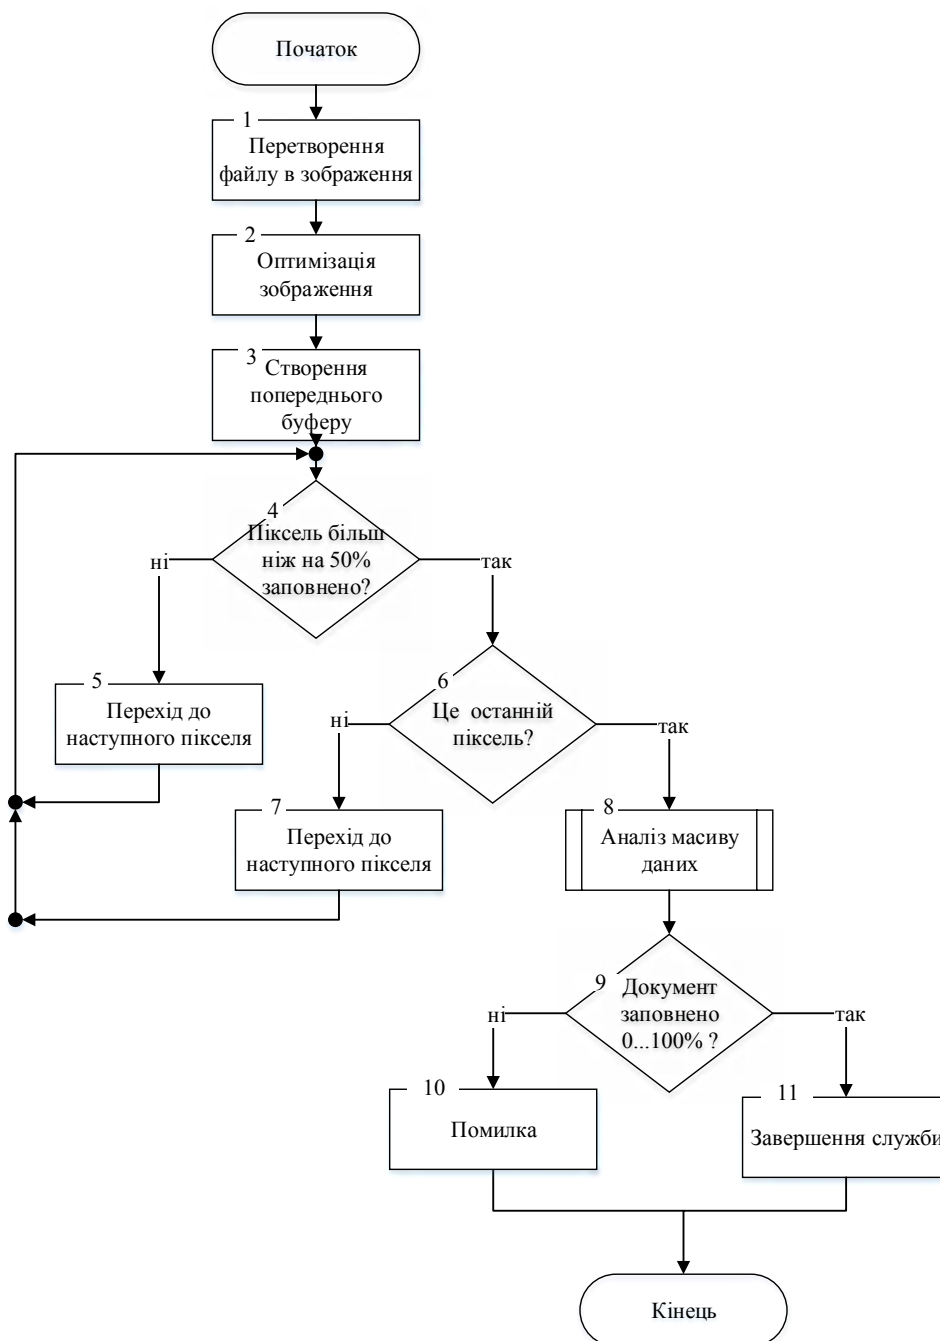 Початок
1
Перетворення
файлу в зображення
2
Оптимізація
зображення
3
Створення
попереднього
буферу
4
Піксель більш
ніж на 50%
заповнено?
ні
так
5
Перехід до
наступного пікселя
6
Це останній
піксель?
ні
так
7
Перехід до
наступного пікселя
8
Аналіз масиву
даних
9
Документ
заповнено
0...100% ?
ні
так
10
Помилка
11
Завершення служби
Кінець